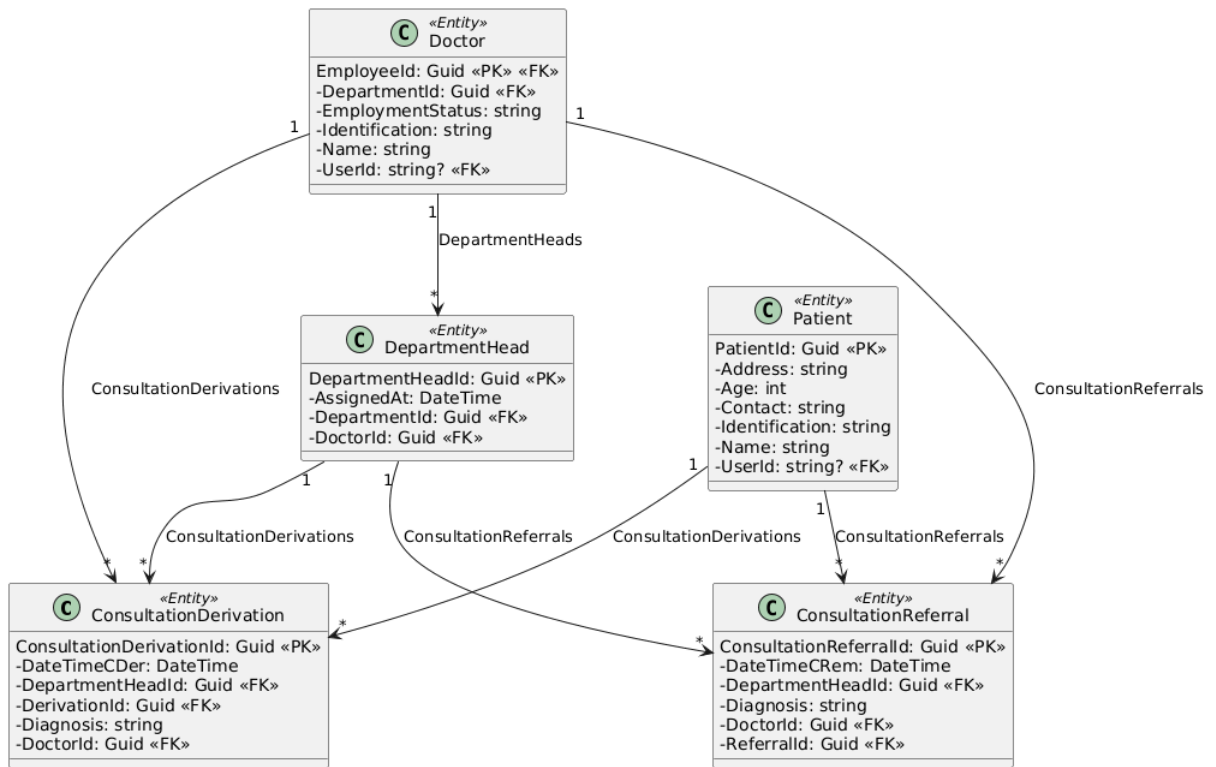 «Entity»
C Doctor
EmployeeId: Guid «PK» «FK»
-DepartmentId: Guid «FK»
-EmploymentStatus: string
-Identification: string
-Name: string
-UserId: string? «FK»
1
1
1
DepartmentHeads
*
«Entity»
C DepartmentHead
DepartmentHeadId: Guid «PK»
-AssignedAt: DateTime
-DepartmentId: Guid «FK»
-DoctorId: Guid «FK»
«Entity»
C Patient
PatientId: Guid «PK»
-Address: string
-Age: int
-Contact: string
-Identification: string
-Name: string
-UserId: string? «FK»
ConsultationDerivations
ConsultationReferrals
1
1
1
1
ConsultationDerivations
ConsultationReferrals
ConsultationDerivations
ConsultationReferrals
*
*
*
*
*
*
«Entity»
C ConsultationDerivation
ConsultationDerivationId: Guid «PK»
-DateTimeCDer: DateTime
-DepartmentHeadId: Guid «FK»
-DerivationId: Guid «FK»
-Diagnosis: string
-DoctorId: Guid «FK»
«Entity»
C ConsultationReferral
ConsultationReferralId: Guid «PK»
-DateTimeCRem: DateTime
-DepartmentHeadId: Guid «FK»
-Diagnosis: string
-DoctorId: Guid «FK»
-ReferralId: Guid «FK»